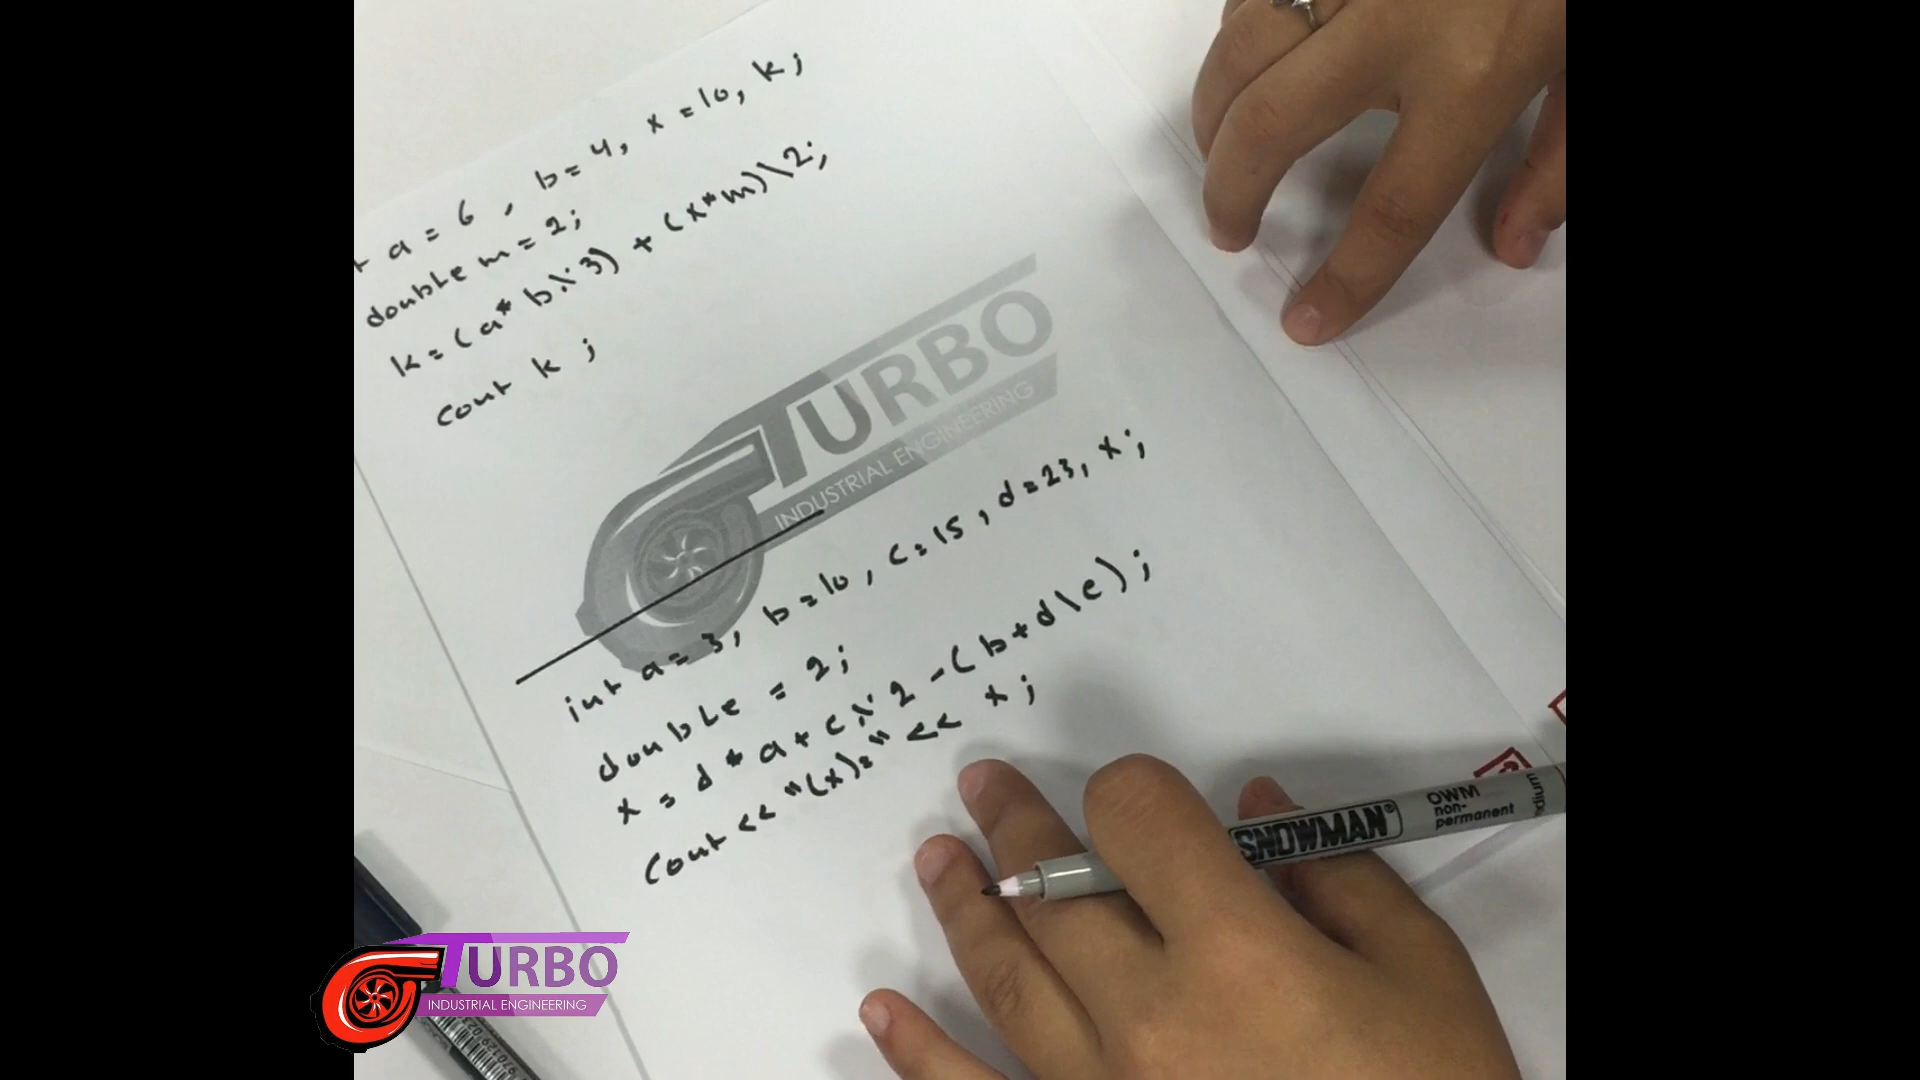 a = 6 , b = 4, x = 10, k ;
double m = 2 ;
k = ( a * b % 3) + ( x * m) \ 2 ;
cout k ;
TURBO
INDUSTRIAL ENGINEERING
int a = 3, b = 10 , c = 15 , d = 23, x ;
double e = 2 ;
x = d * a + c % 2 - ( b + d \ e ) ;
cout << "(x)=" << x ;
SNOWMAN
OWM
non-
permanent
TURBO
INDUSTRIAL ENGINEERING